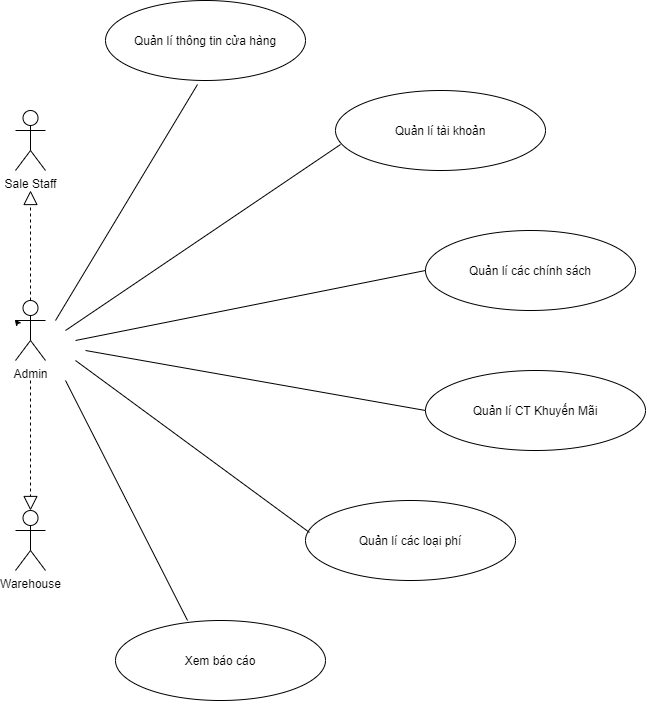 Quản lí thông tin cửa hàng
Quản lí tài khoản
Sale Staff
Quản lí các chính sách
Admin
Quản lí CT Khuyến Mãi
Quản lí các loại phí
Warehouse
Xem báo cáo